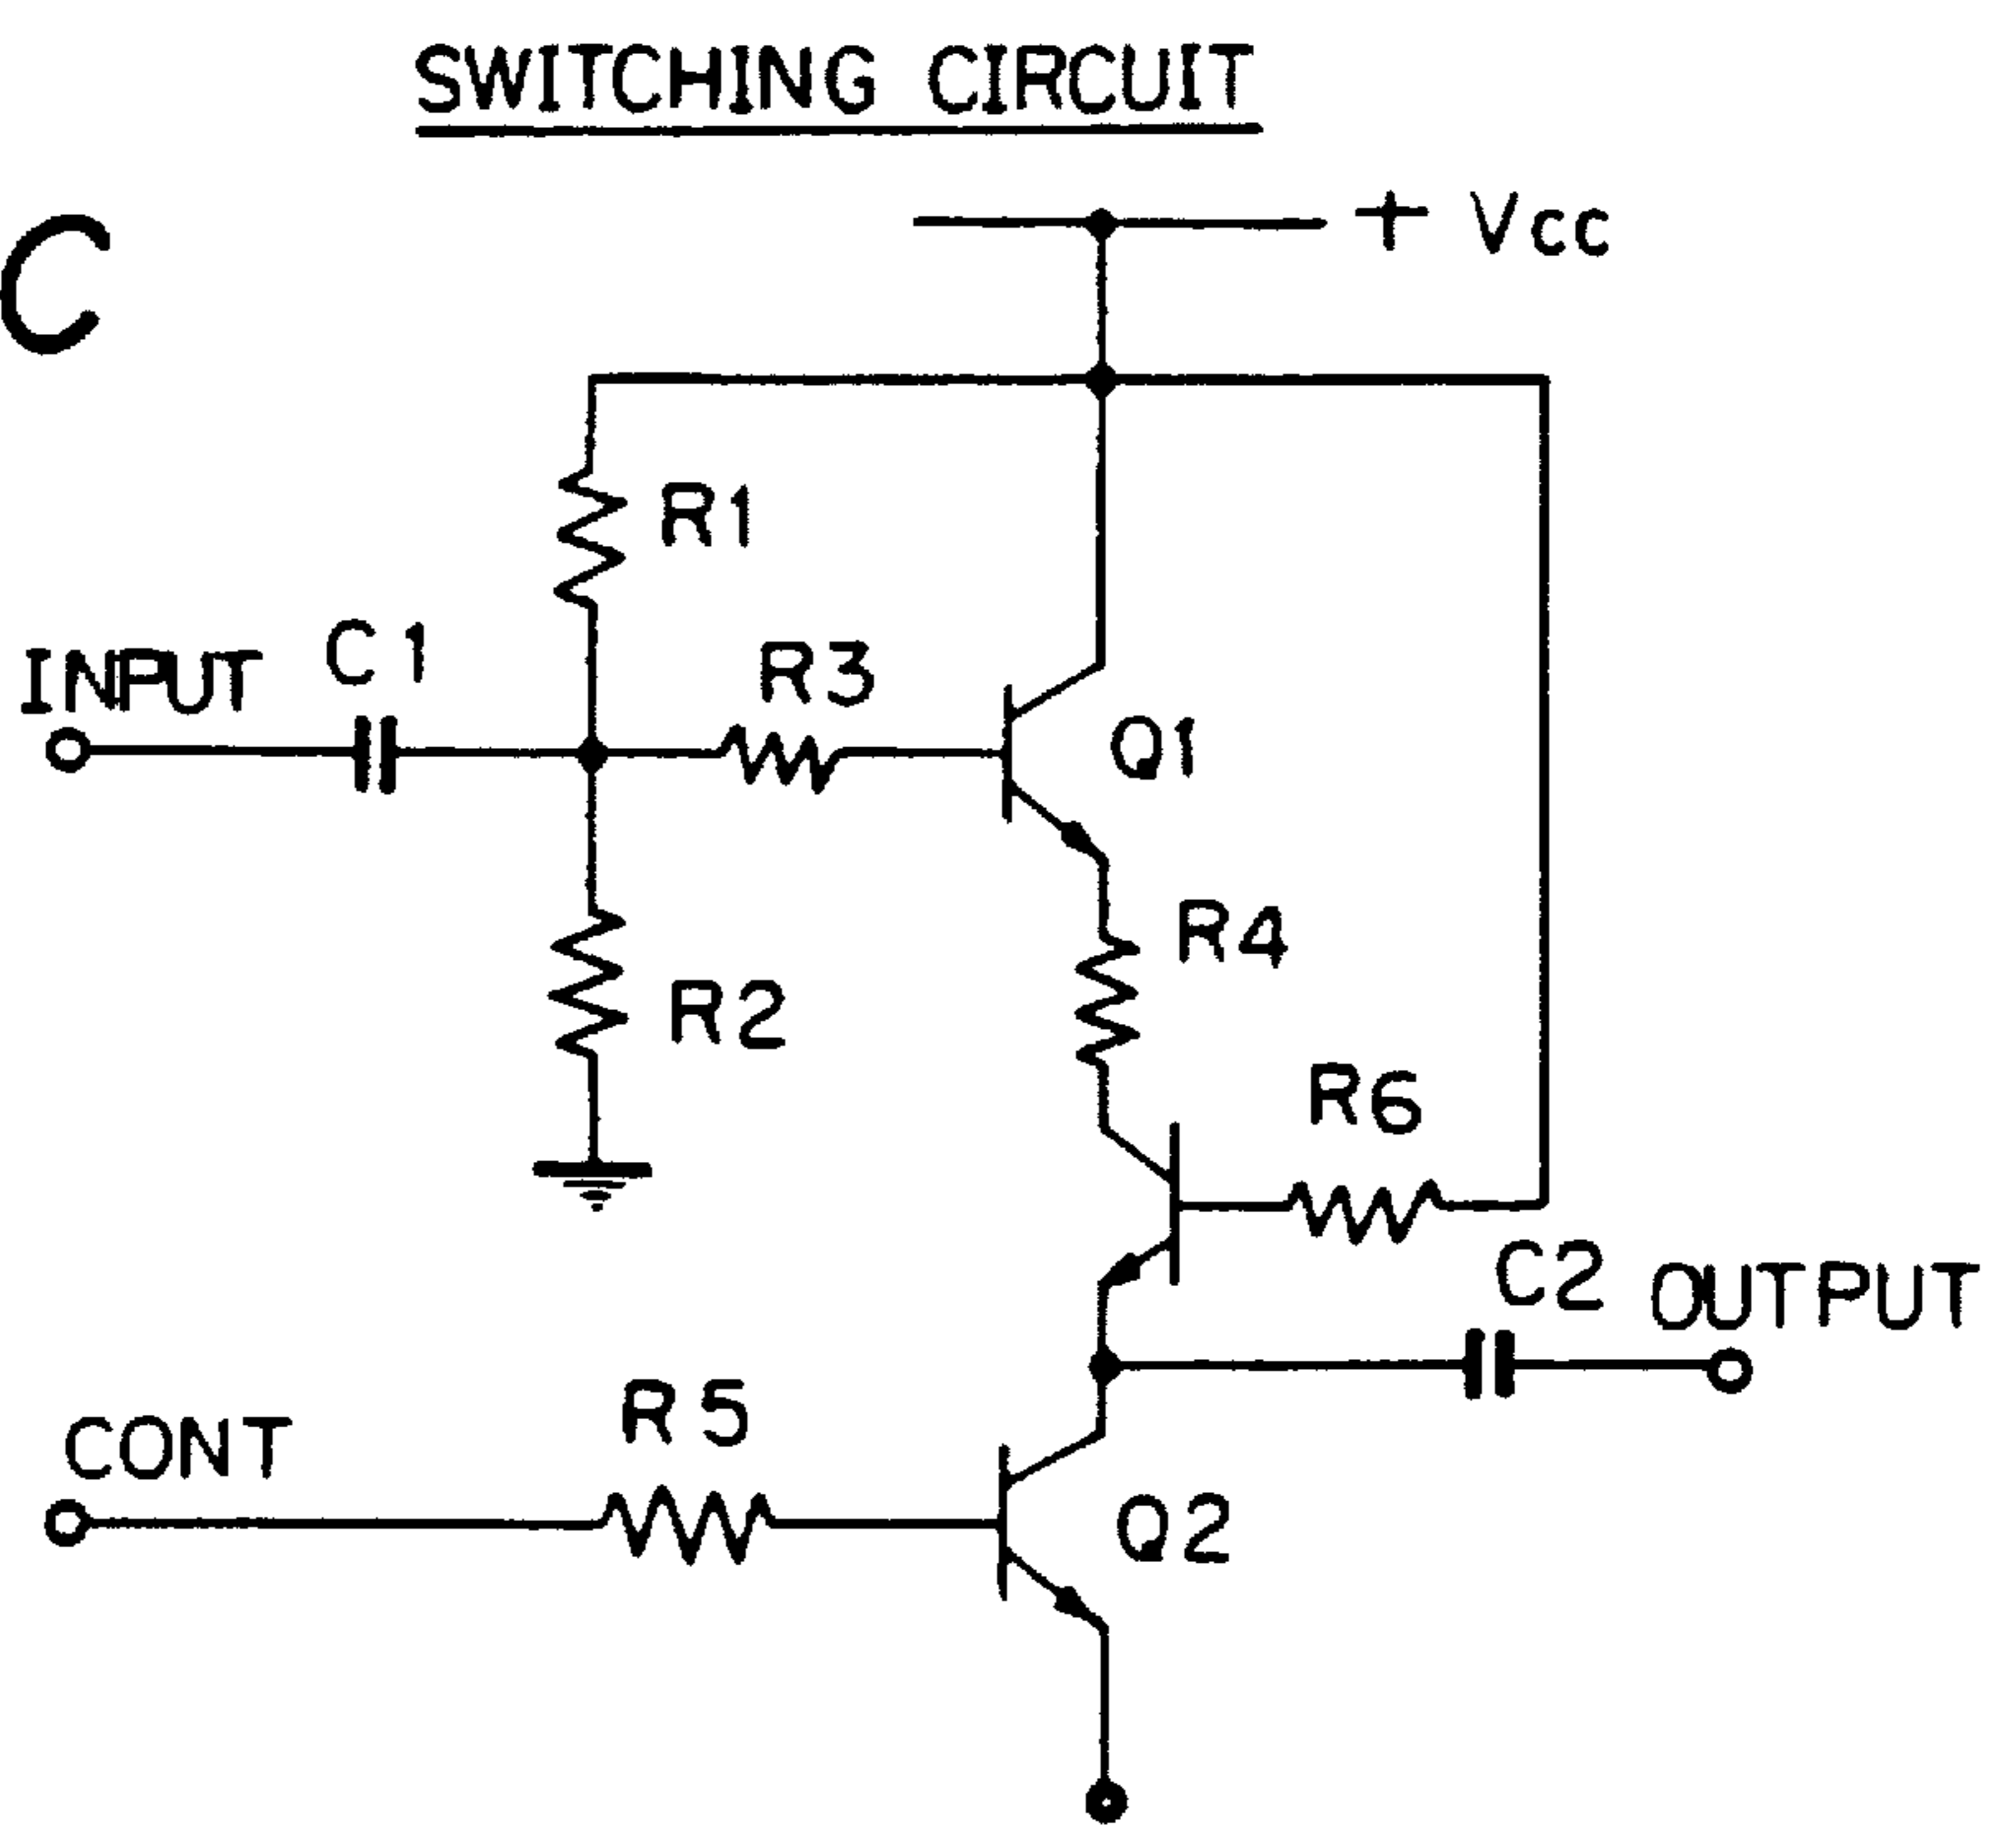 SWITCHING CIRCUIT
C
+ Vcc
R1
C1
INPUT
R3
Q1
R4
R2
R6
C2
OUTPUT
R5
CONT
Q2